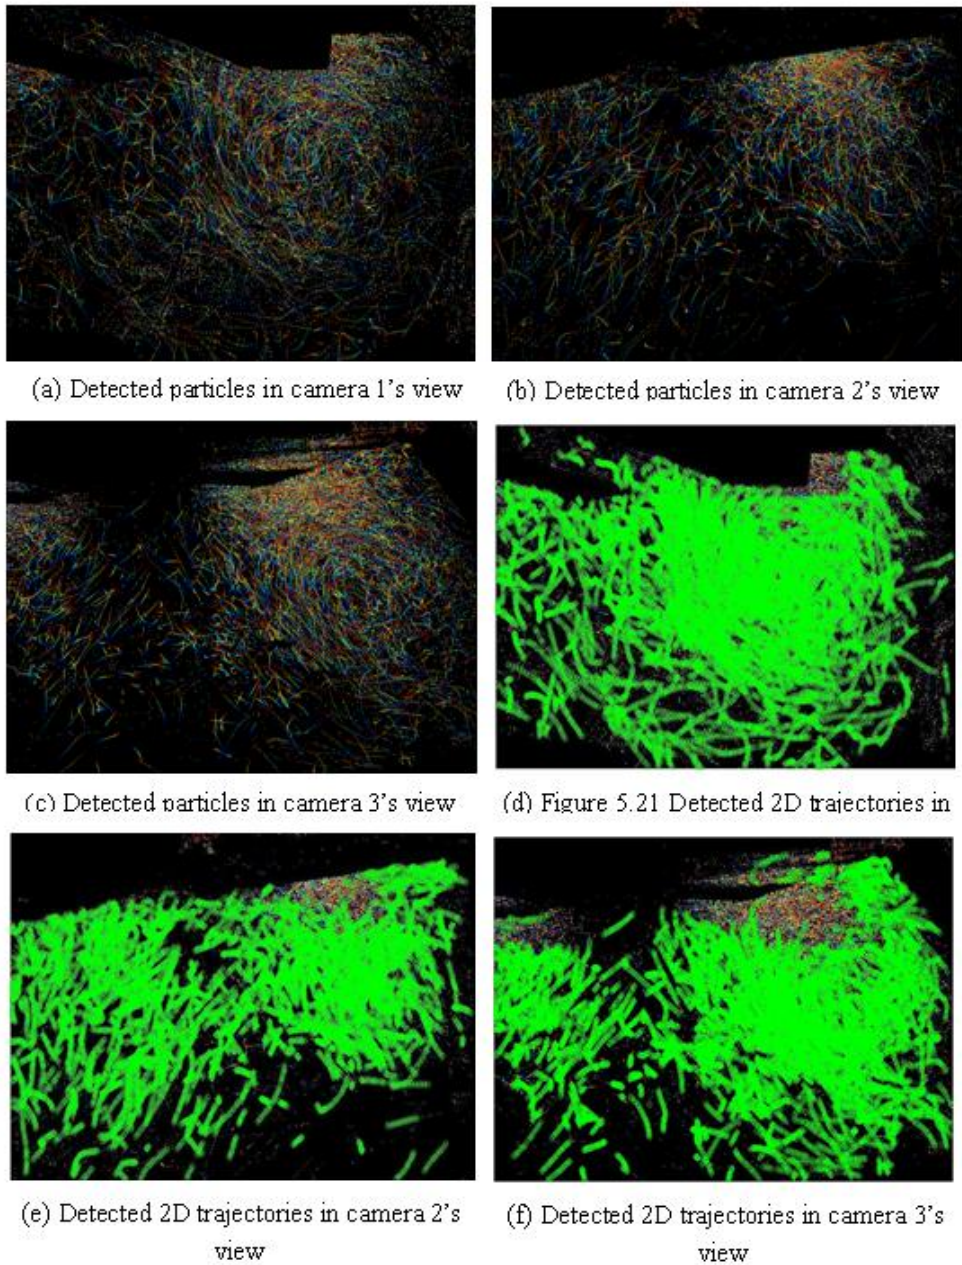 (a) Detected particles in camera 1's view
(b) Detected particles in camera 2's view
(c) Detected particles in camera 3's view
(d) Figure 5.21 Detected 2D trajectories in
(e) Detected 2D trajectories in camera 2's
view
(f) Detected 2D trajectories in camera 3's
view